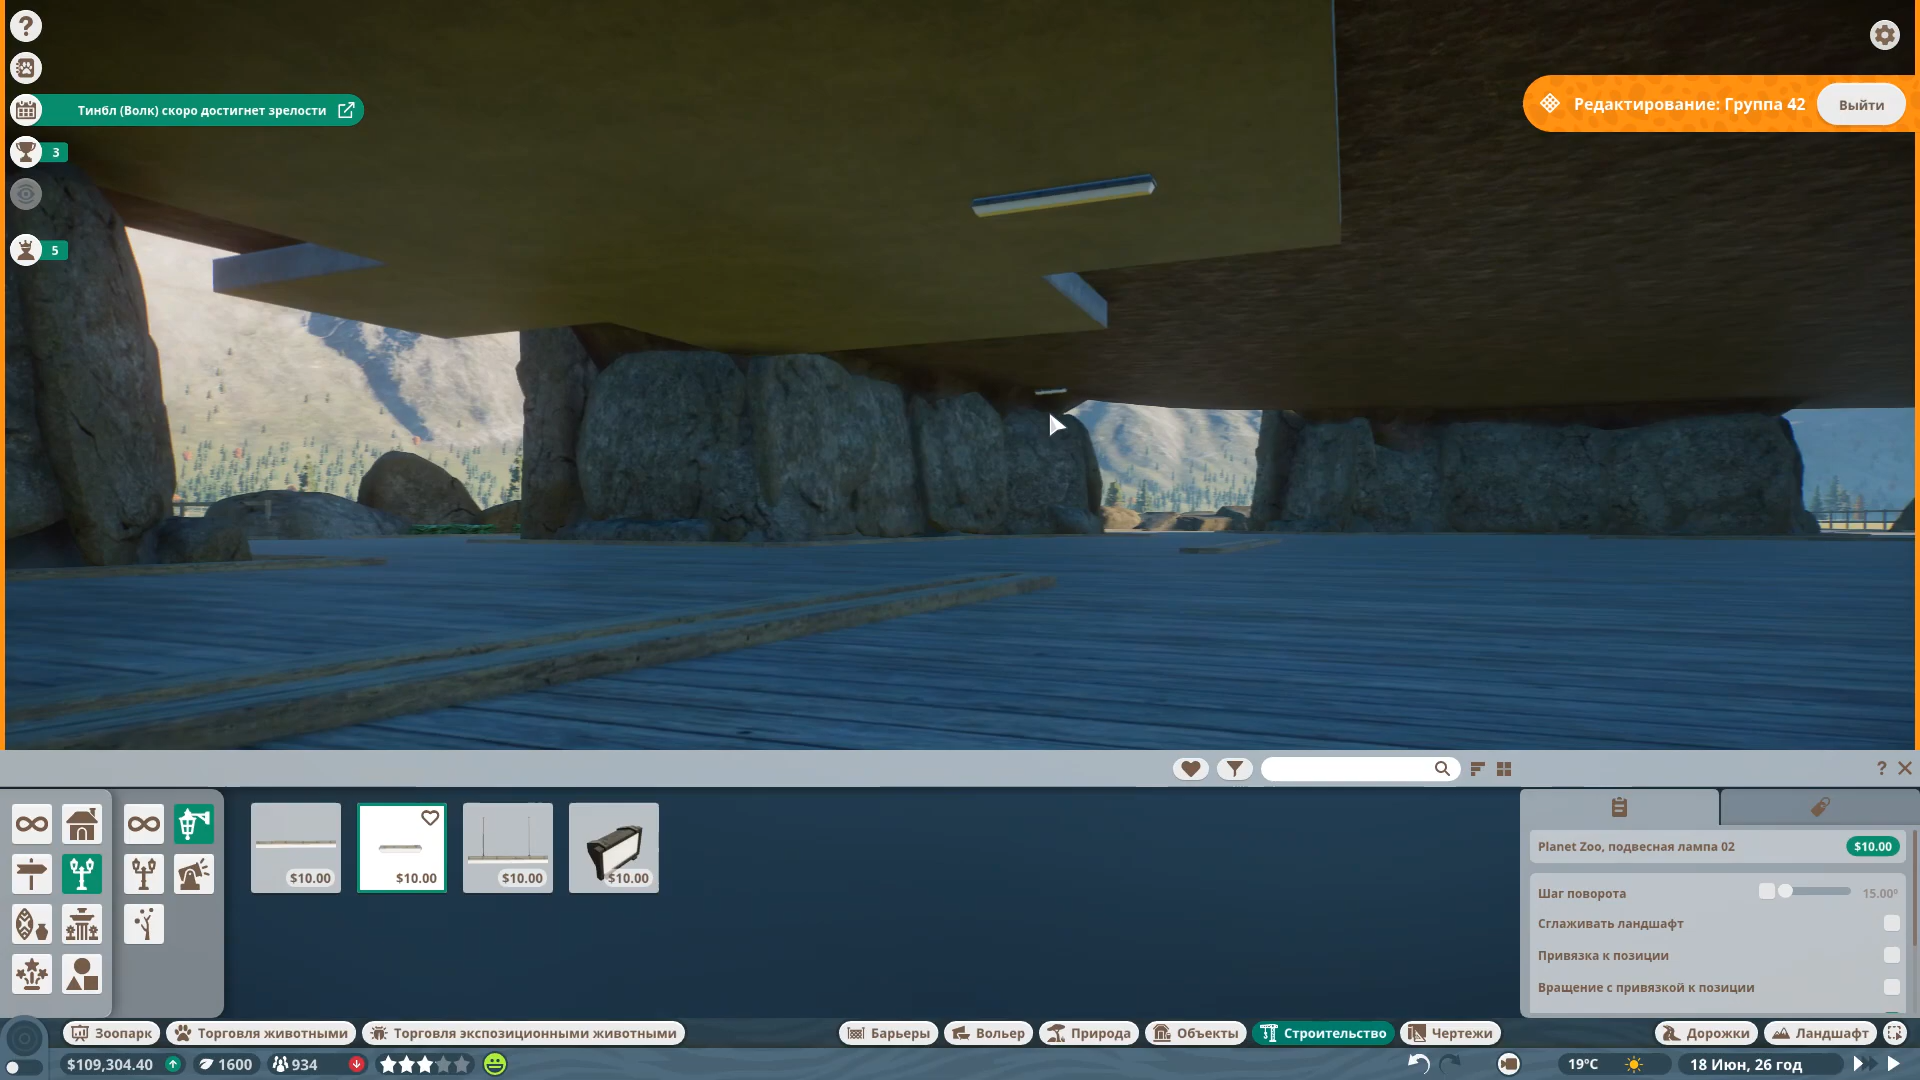 ?
Тинбл (Волк) скоро достигнет зрелости
3
5
Редактирование: Группа 42
Выйти
?
$10.00
$10.00
$10.00
$10.00
Planet Zoo, подвесная лампа 02
$10.00
Шаг поворота
15.00°
Сглаживать ландшафт
Привязка к позиции
Вращение с привязкой к позиции
Зоопарк
Торговля животными
Торговля экспозиционными животными
Барьеры
Вольер
Природа
Объекты
Строительство
Чертежи
Дорожки
Ландшафт
$109,304.40
1600
934
19°C
18 Июн, 26 год